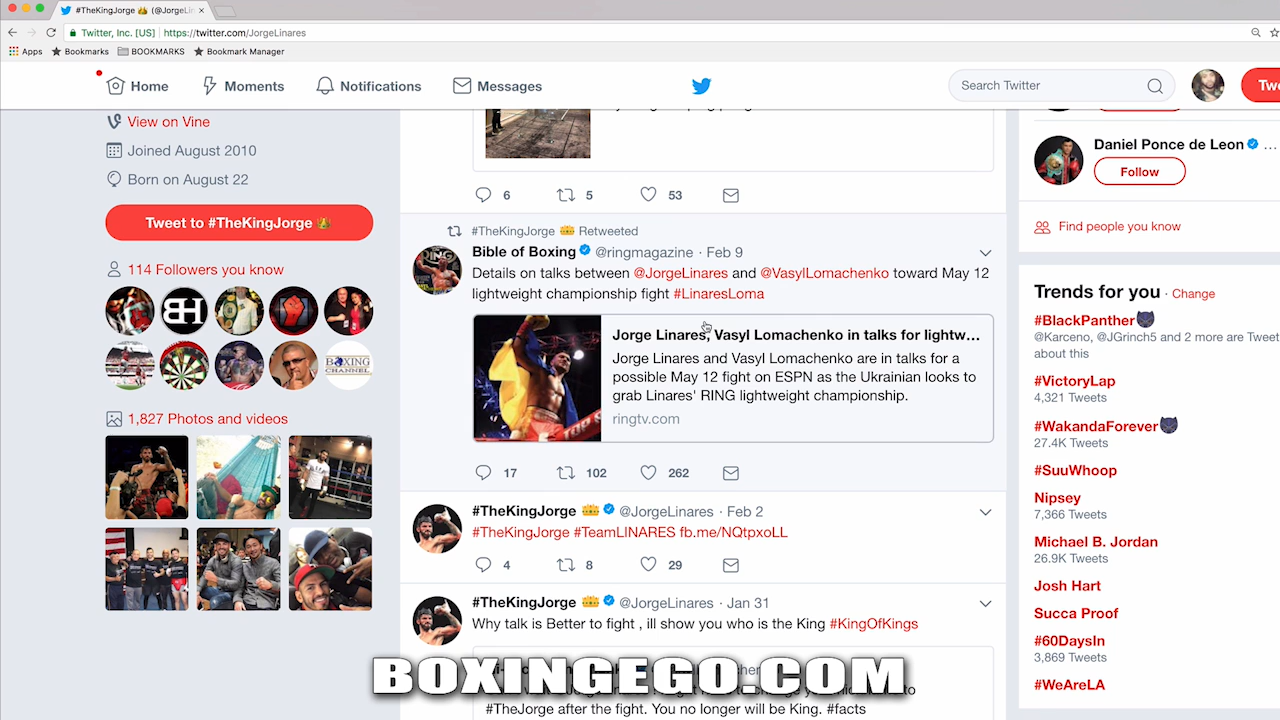 #TheKingJorge 👑 (@JorgeLin
Twitter, Inc. [US] https://twitter.com/JorgeLinares
Apps Bookmarks BOOKMARKS Bookmark Manager
Home Moments Notifications Messages
Search Twitter
Twe
View on Vine
Joined August 2010
Born on August 22
Tweet to #TheKingJorge 👑
114 Followers you know
BH
BOXING
CHANNEL
1,827 Photos and videos
6 5 53
#TheKingJorge 👑 Retweeted
Bible of Boxing @ringmagazine · Feb 9
Details on talks between @JorgeLinares and @VasylLomachenko toward May 12
lightweight championship fight #LinaresLoma
Jorge Linares, Vasyl Lomachenko in talks for lightw...
Jorge Linares and Vasyl Lomachenko are in talks for a
possible May 12 fight on ESPN as the Ukrainian looks to
grab Linares' RING lightweight championship.
ringtv.com
17 102 262
#TheKingJorge 👑 @JorgeLinares · Feb 2
#TheKingJorge #TeamLINARES fb.me/NQtpxoLL
4 8 29
#TheKingJorge 👑 @JorgeLinares · Jan 31
Why talk is Better to fight , ill show you who is the King #KingOfKings
#TheJorge after the fight. You no longer will be King. #facts
BOXINGEGO.COM
Daniel Ponce de Leon ...
Follow
Find people you know
Trends for you · Change
#BlackPanther
@Karceno, @JGrinch5 and 2 more are Tweet
about this
#VictoryLap
4,321 Tweets
#WakandaForever
27.4K Tweets
#SuuWhoop
Nipsey
7,366 Tweets
Michael B. Jordan
26.9K Tweets
Josh Hart
Succa Proof
#60DaysIn
3,869 Tweets
#WeAreLA